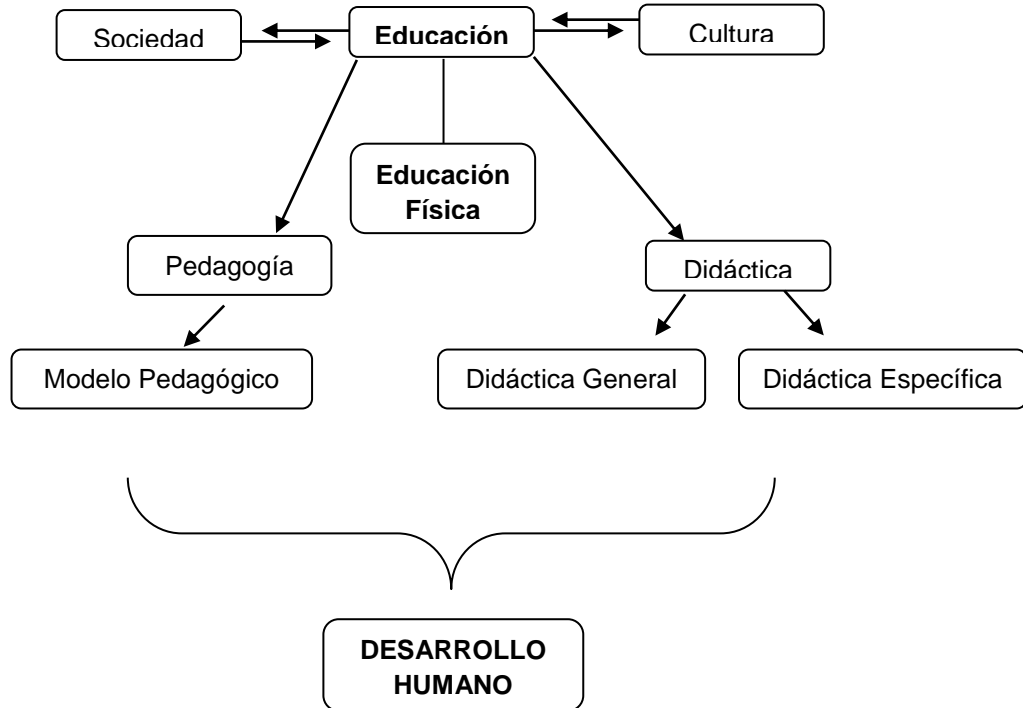 Sociedad
Educación
Cultura
Educación
Física
Pedagogía
Didáctica
Modelo Pedagógico
Didáctica General
Didáctica Específica
DESARROLLO
HUMANO